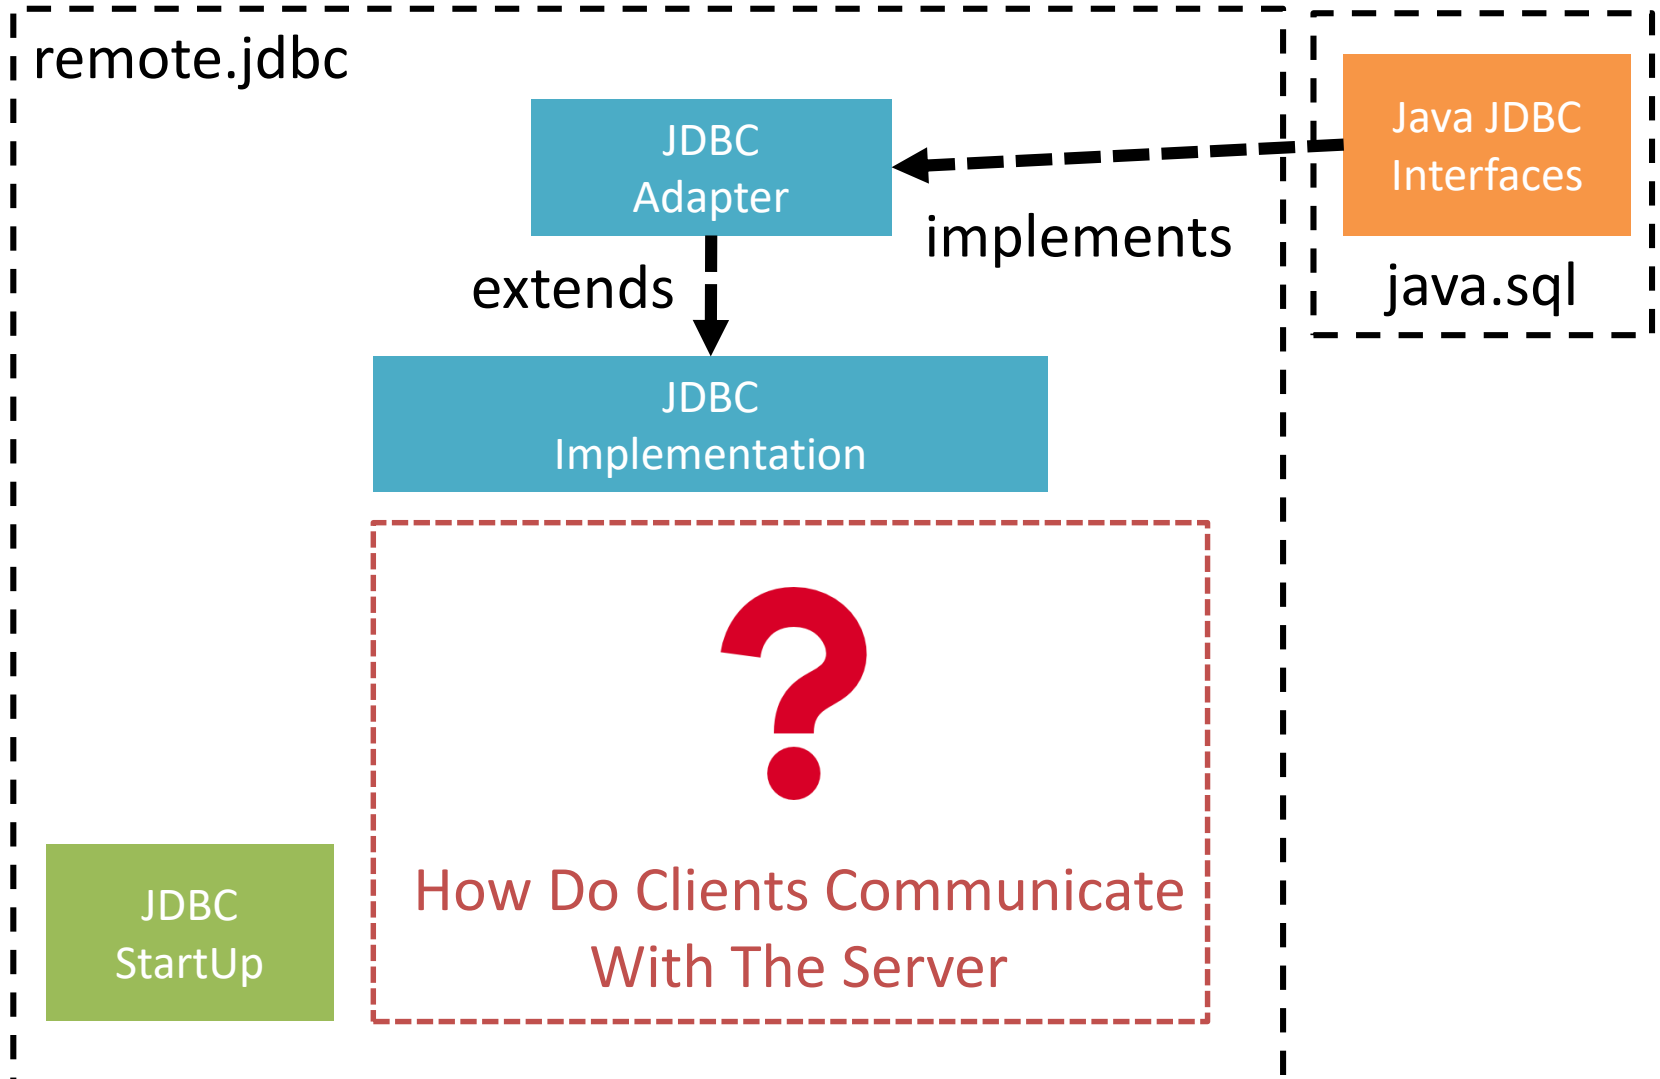 remote.jdbc
JDBC
Adapter
Java JDBC
Interfaces
implements
java.sql
extends
JDBC
Implementation
?
How Do Clients Communicate
With The Server
JDBC
StartUp